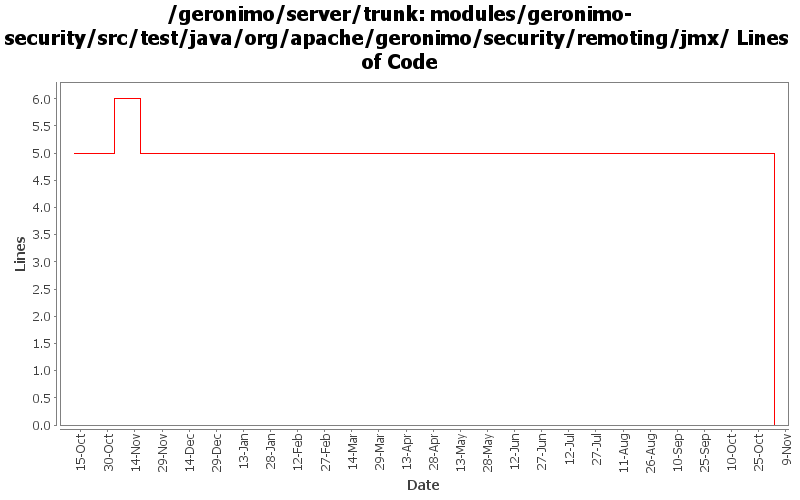 /geronimo/server/trunk: modules/geronimo-
security/src/test/java/org/apache/geronimo/security/remoting/jmx/ Lines
of Code
6.0
5.5
5.0
4.5
4.0
3.5
3.0
2.5
2.0
1.5
1.0
0.5
0.0
Lines
15-Oct
30-Oct
14-Nov
29-Nov
14-Dec
29-Dec
13-Jan
28-Jan
12-Feb
27-Feb
14-Mar
29-Mar
13-Apr
28-Apr
13-May
28-May
12-Jun
27-Jun
12-Jul
27-Jul
11-Aug
26-Aug
10-Sep
25-Sep
10-Oct
25-Oct
9-Nov
Date